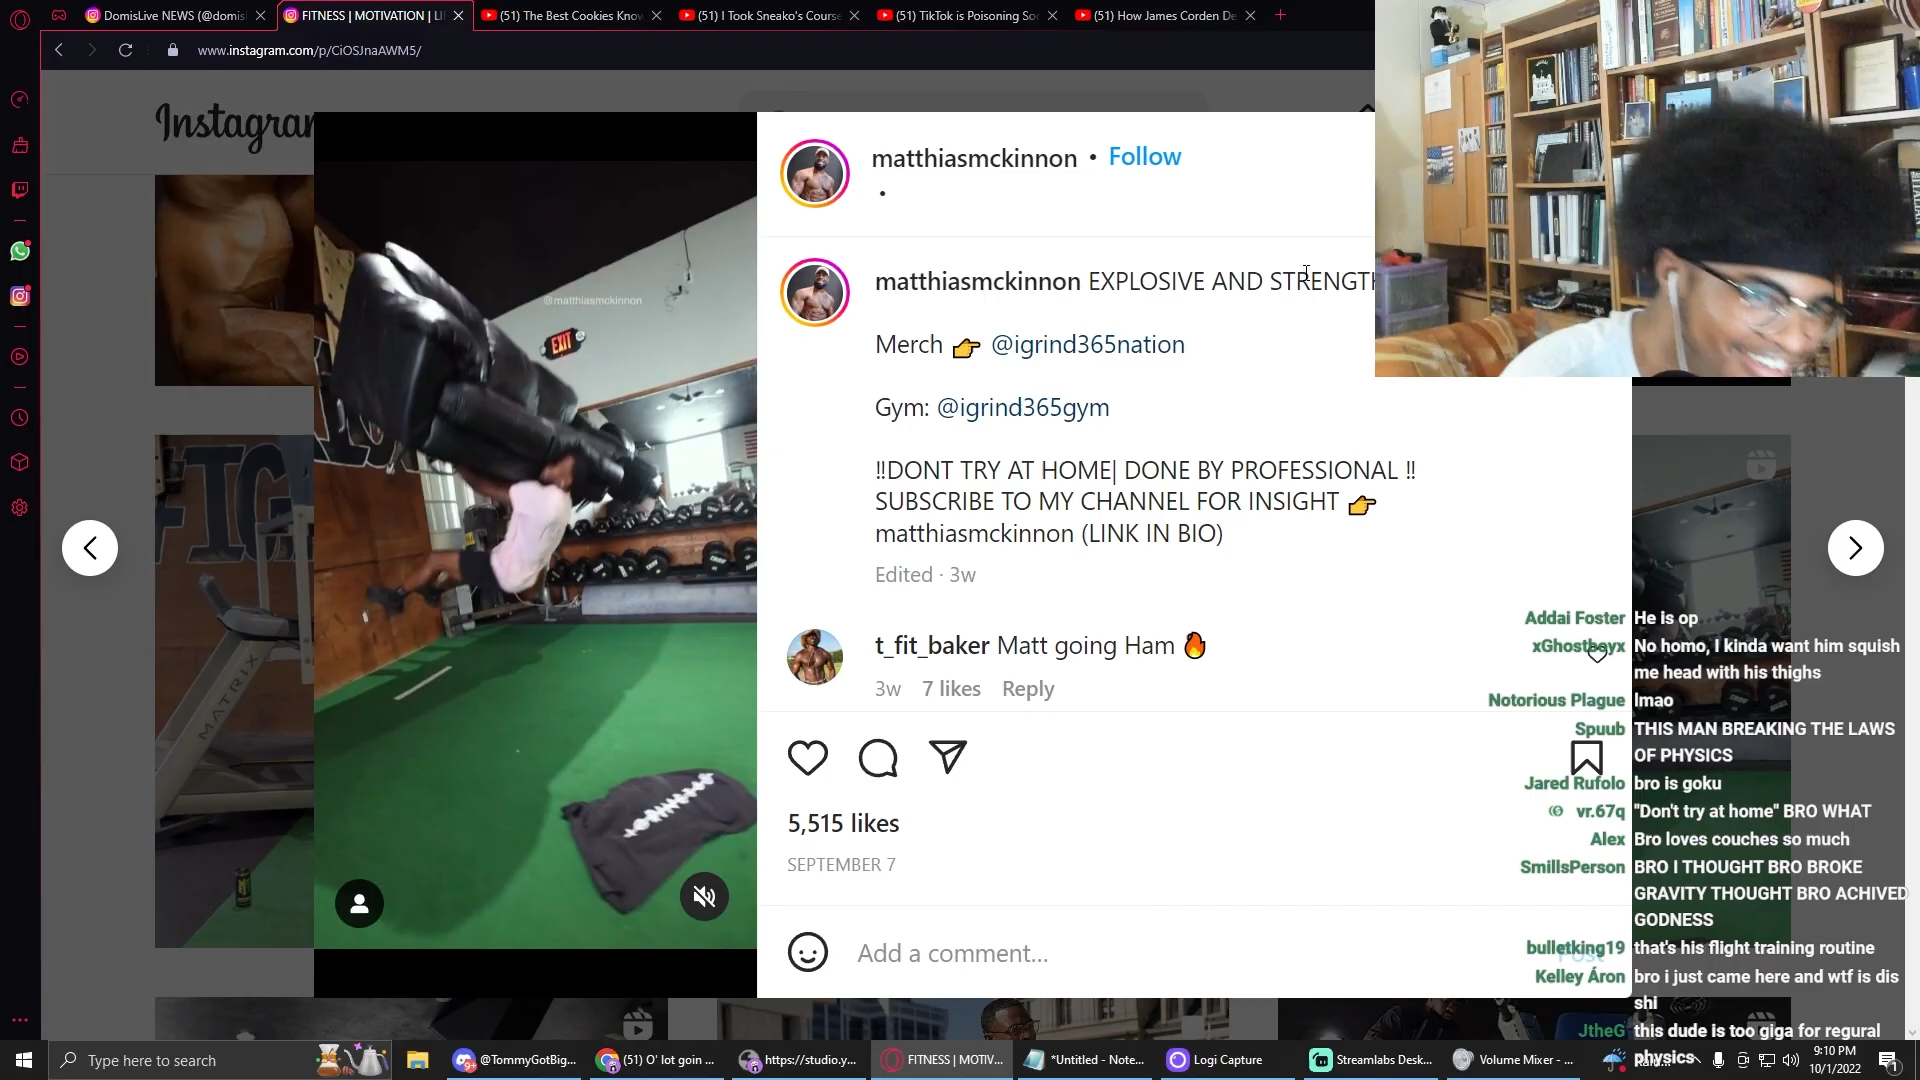 DomisLive NEWS (@domis
FITNESS | MOTIVATION | LI
(51) The Best Cookies Know
(51) I Took Sneako's Course
(51) TikTok is Poisoning So
(51) How James Corden De
www.instagram.com/p/CiOSJnaAWM5/
Instagram
matthiasmckinnon • Follow
•
matthiasmckinnon EXPLOSIVE AND STRENGTH
Merch 👉 @igrind365nation
Gym: @igrind365gym
‼DONT TRY AT HOME| DONE BY PROFESSIONAL ‼
SUBSCRIBE TO MY CHANNEL FOR INSIGHT 👉
matthiasmckinnon (LINK IN BIO)
Edited · 3w
t_fit_baker Matt going Ham 🔥
3w 7 likes Reply
5,515 likes
SEPTEMBER 7
Add a comment...
Post
@matthiasmckinnon
EXIT
MATRIX
Addai Foster He is op
xGhostbeyx No homo, I kinda want him squish
me head with his thighs
Notorious Plague lmao
Spuub THIS MAN BREAKING THE LAWS
OF PHYSICS
Jared Rufolo bro is goku
vr.67q "Don't try at home" BRO WHAT
Alex Bro loves couches so much
SmillsPerson BRO I THOUGHT BRO BROKE
GRAVITY THOUGHT BRO ACHIVED
GODNESS
bulletking19 that's his flight training routine
Kelley Áron bro i just came here and wtf is dis
shi
JtheG this dude is too giga for regural
physics
Type here to search
@TommyGotBig...
(51) O' lot goin ...
https://studio.y...
FITNESS | MOTIV...
*Untitled - Note...
Logi Capture
Streamlabs Desk...
Volume Mixer - ...
9:10 PM
10/1/2022